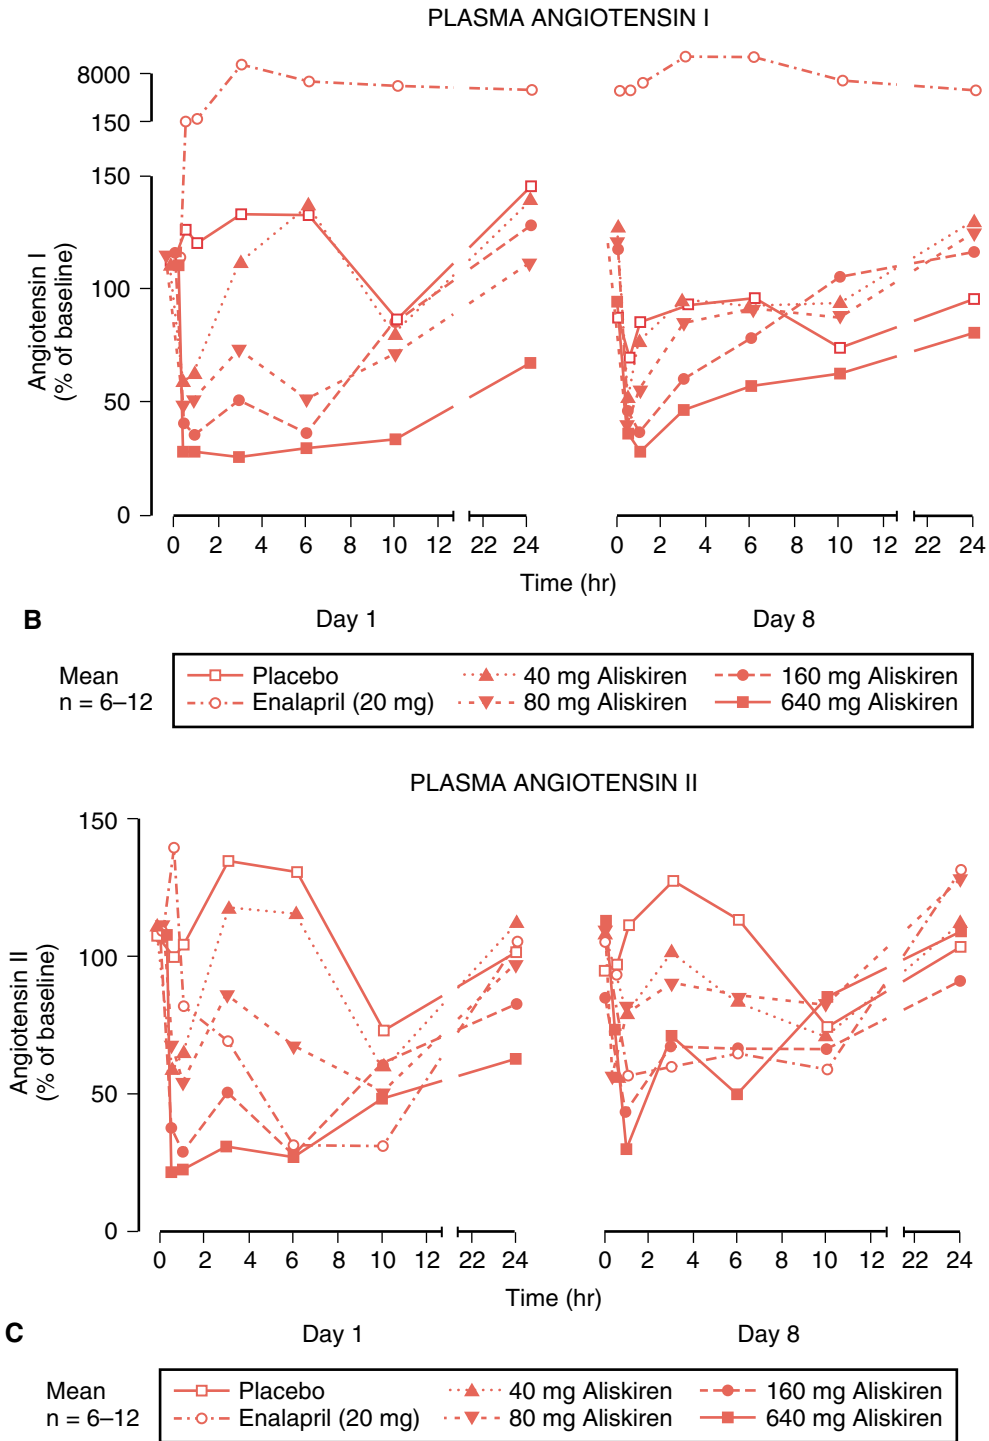 PLASMA ANGIOTENSIN I
8000
150
150
100
50
0
Angiotensin I
(% of baseline)
0 2 4 6 8 10 12 22 24 0 2 4 6 8 10 12 22 24
Time (hr)
B Day 1 Day 8
Mean
n = 6–12
Placebo 40 mg Aliskiren 160 mg Aliskiren
Enalapril (20 mg) 80 mg Aliskiren 640 mg Aliskiren
PLASMA ANGIOTENSIN II
150
100
50
0
Angiotensin II
(% of baseline)
0 2 4 6 8 10 12 22 24 0 2 4 6 8 10 12 22 24
Time (hr)
C Day 1 Day 8
Mean
n = 6–12
Placebo 40 mg Aliskiren 160 mg Aliskiren
Enalapril (20 mg) 80 mg Aliskiren 640 mg Aliskiren